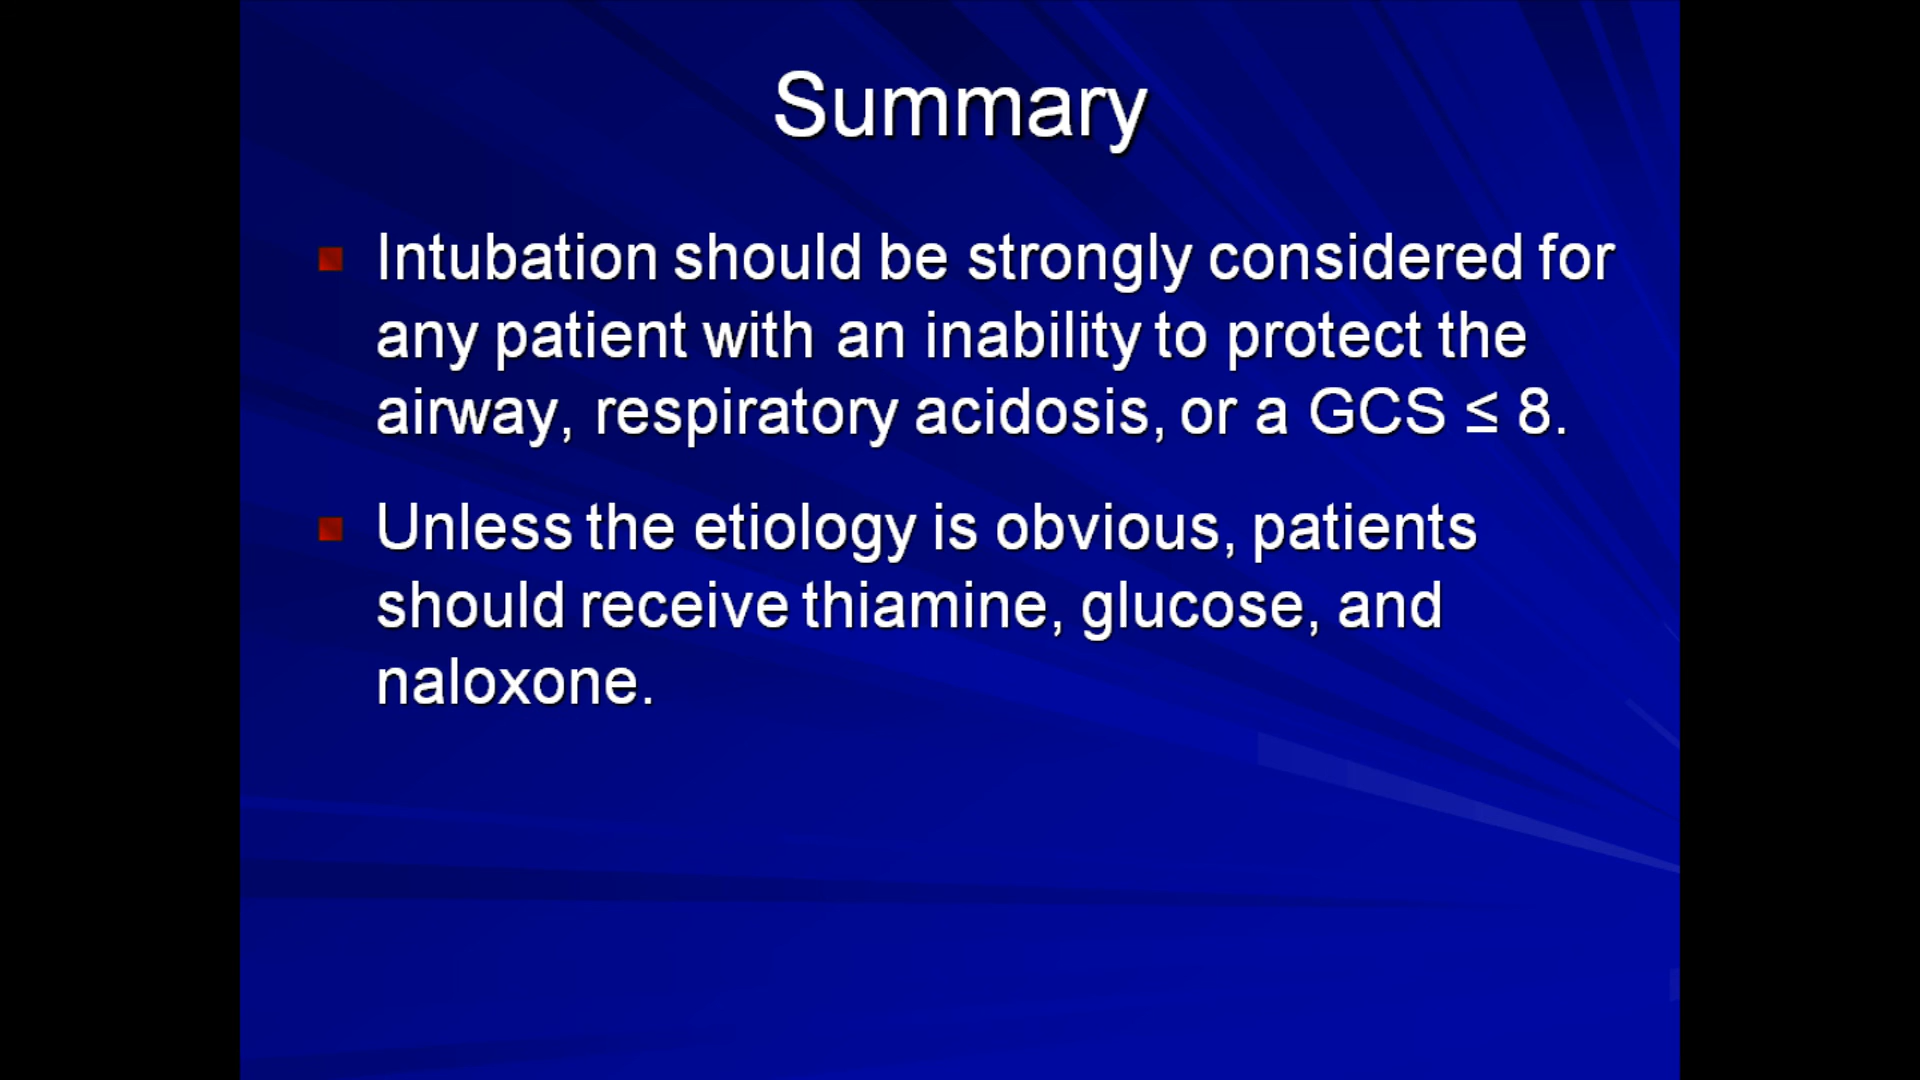 Summary
Intubation should be strongly considered for
any patient with an inability to protect the
airway, respiratory acidosis, or a GCS ≤ 8.
Unless the etiology is obvious, patients
should receive thiamine, glucose, and
naloxone.